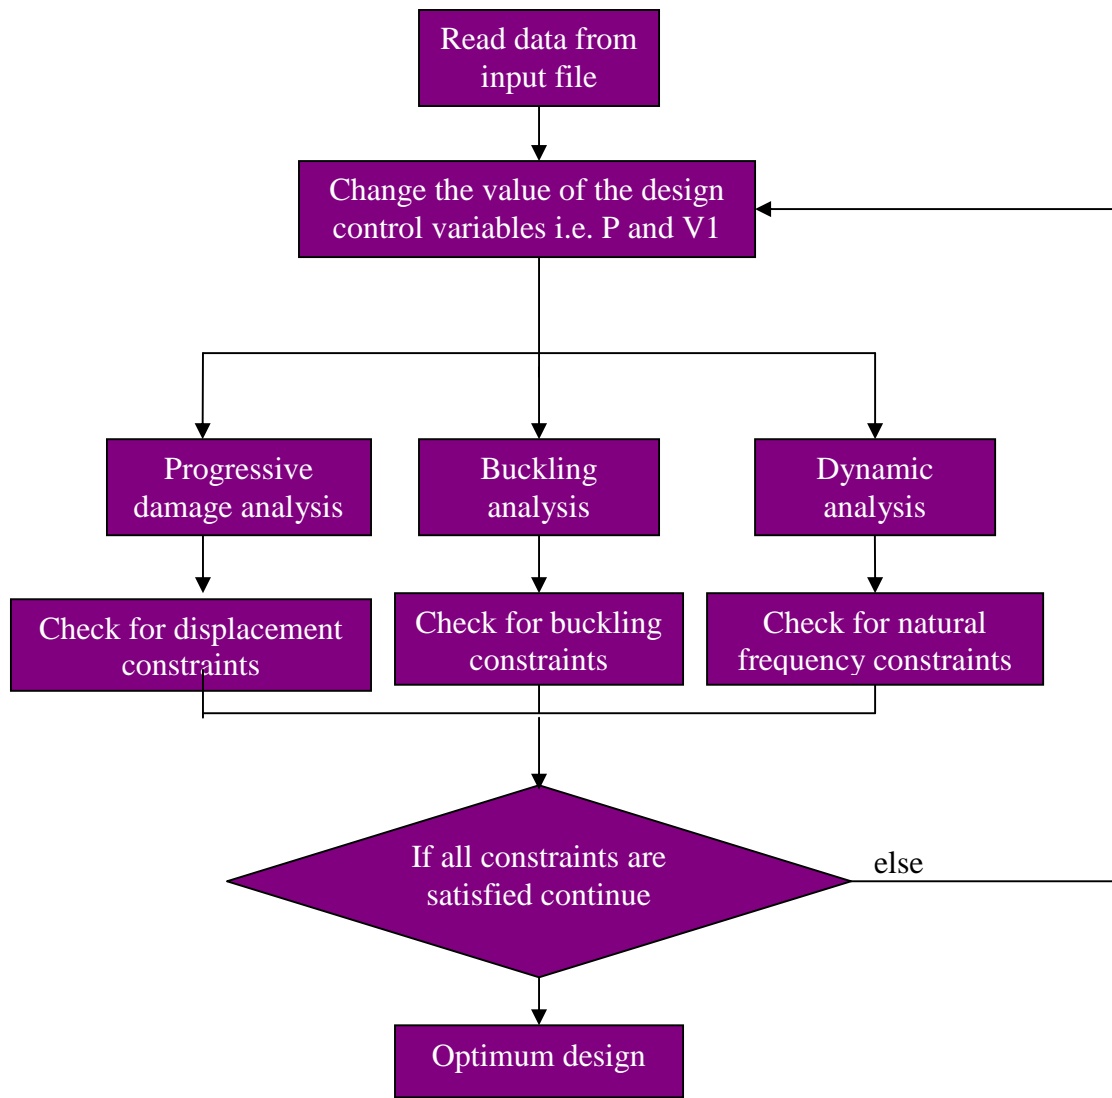 Read data from
input file
Change the value of the design
control variables i.e. P and V1
Progressive
damage analysis
Buckling
analysis
Dynamic
analysis
Check for displacement
constraints
Check for buckling
constraints
Check for natural
frequency constraints
If all constraints are
satisfied continue
else
Optimum design